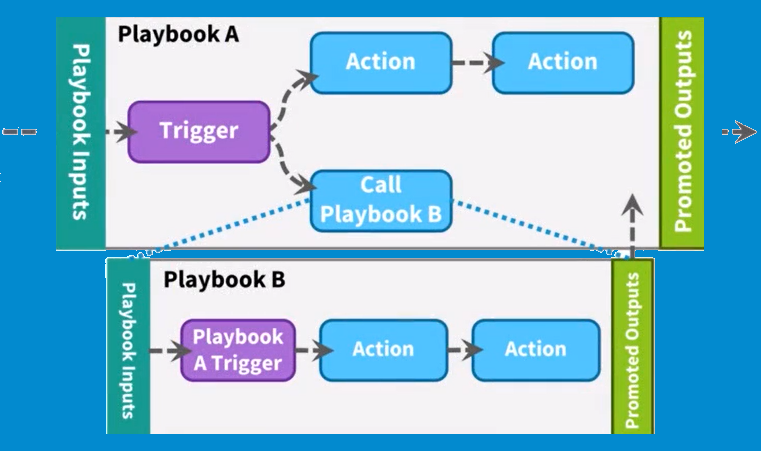 Playbook A
Playbook Inputs
Trigger
Action
Action
Call
Playbook B
Promoted Outputs
Playbook B
Playbook Inputs
Playbook
A Trigger
Action
Action
Promoted Outputs